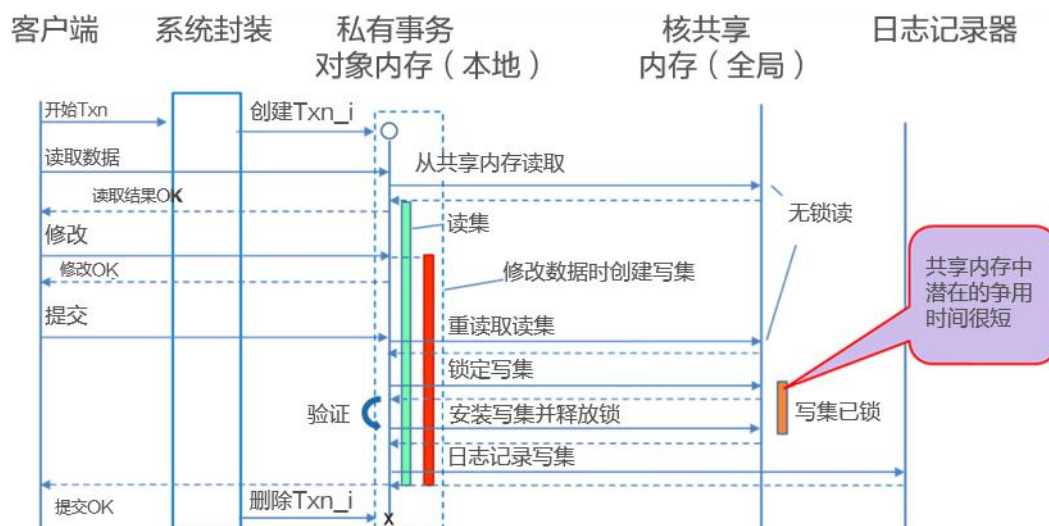 客户端
系统封装
私有事务
对象内存（本地）
核共享
内存（全局）
日志记录器
开始Txn
创建Txn_i
读取数据
从共享内存读取
读取结果OK
读集
无锁读
修改
修改OK
修改数据时创建写集
共享内存中
潜在的争用
时间很短
提交
重读取读集
锁定写集
验证
安装写集并释放锁
写集已锁
日志记录写集
提交OK
删除Txn_i
x